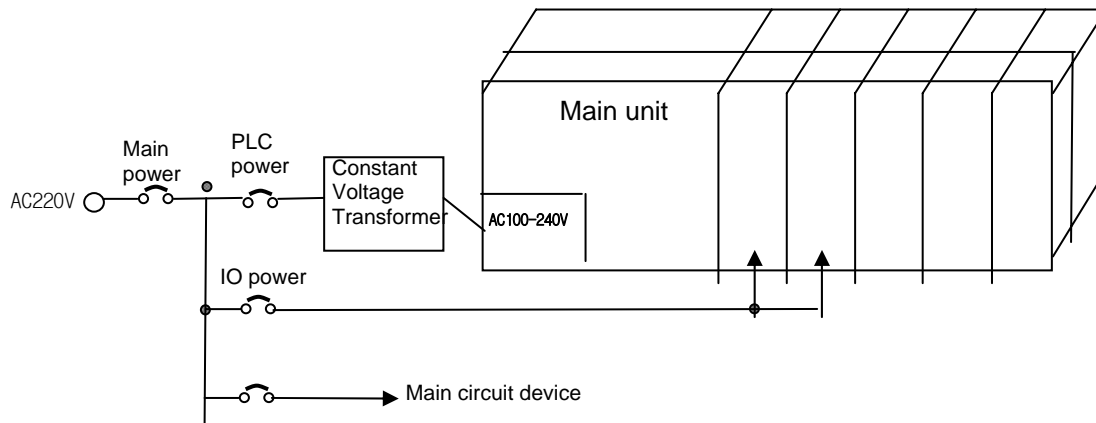 Main unit
Main
power
PLC
power
Constant
Voltage
Transformer
AC220V
AC100-240V
IO power
Main circuit device